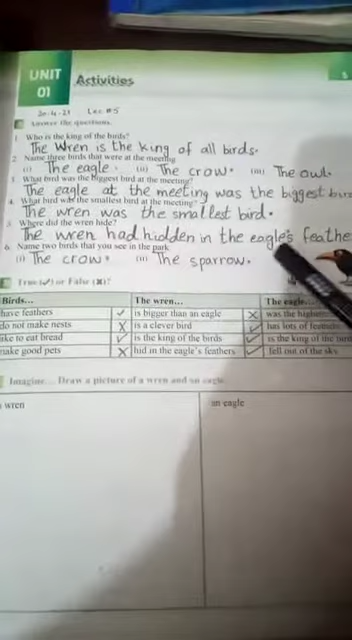 UNIT
01
Activities
5
Answer the questions.
1. Who is the king of the birds?
The Wren is the king of all birds.
2. Name three birds that were at the meeting
(i) The eagle. (ii) The crow. (iii) The owl.
3. What bird was the biggest bird at the meeting?
The eagle at the meeting was the biggest bird
4. What bird was the smallest bird at the meeting?
The wren was the smallest bird.
5. Where did the wren hide?
The wren had hidden in the eagle's feathe
6. Name two birds that you see in the park
(i) The crow. (ii) The sparrow.
True (✓) or False (✗)?
Birds... The wren... The eagle...
have feathers ✓ is bigger than an eagle ✗ was the
do not make nests ✗ is a clever bird ✓ has lots of
ike to eat bread ✓ is the king of the birds ✓ is the king of the
make good pets ✗ hid in the eagle's feathers ✓ fell out of the sky
Imagine... Draw a picture of a wren and an eagle.
wren an eagle